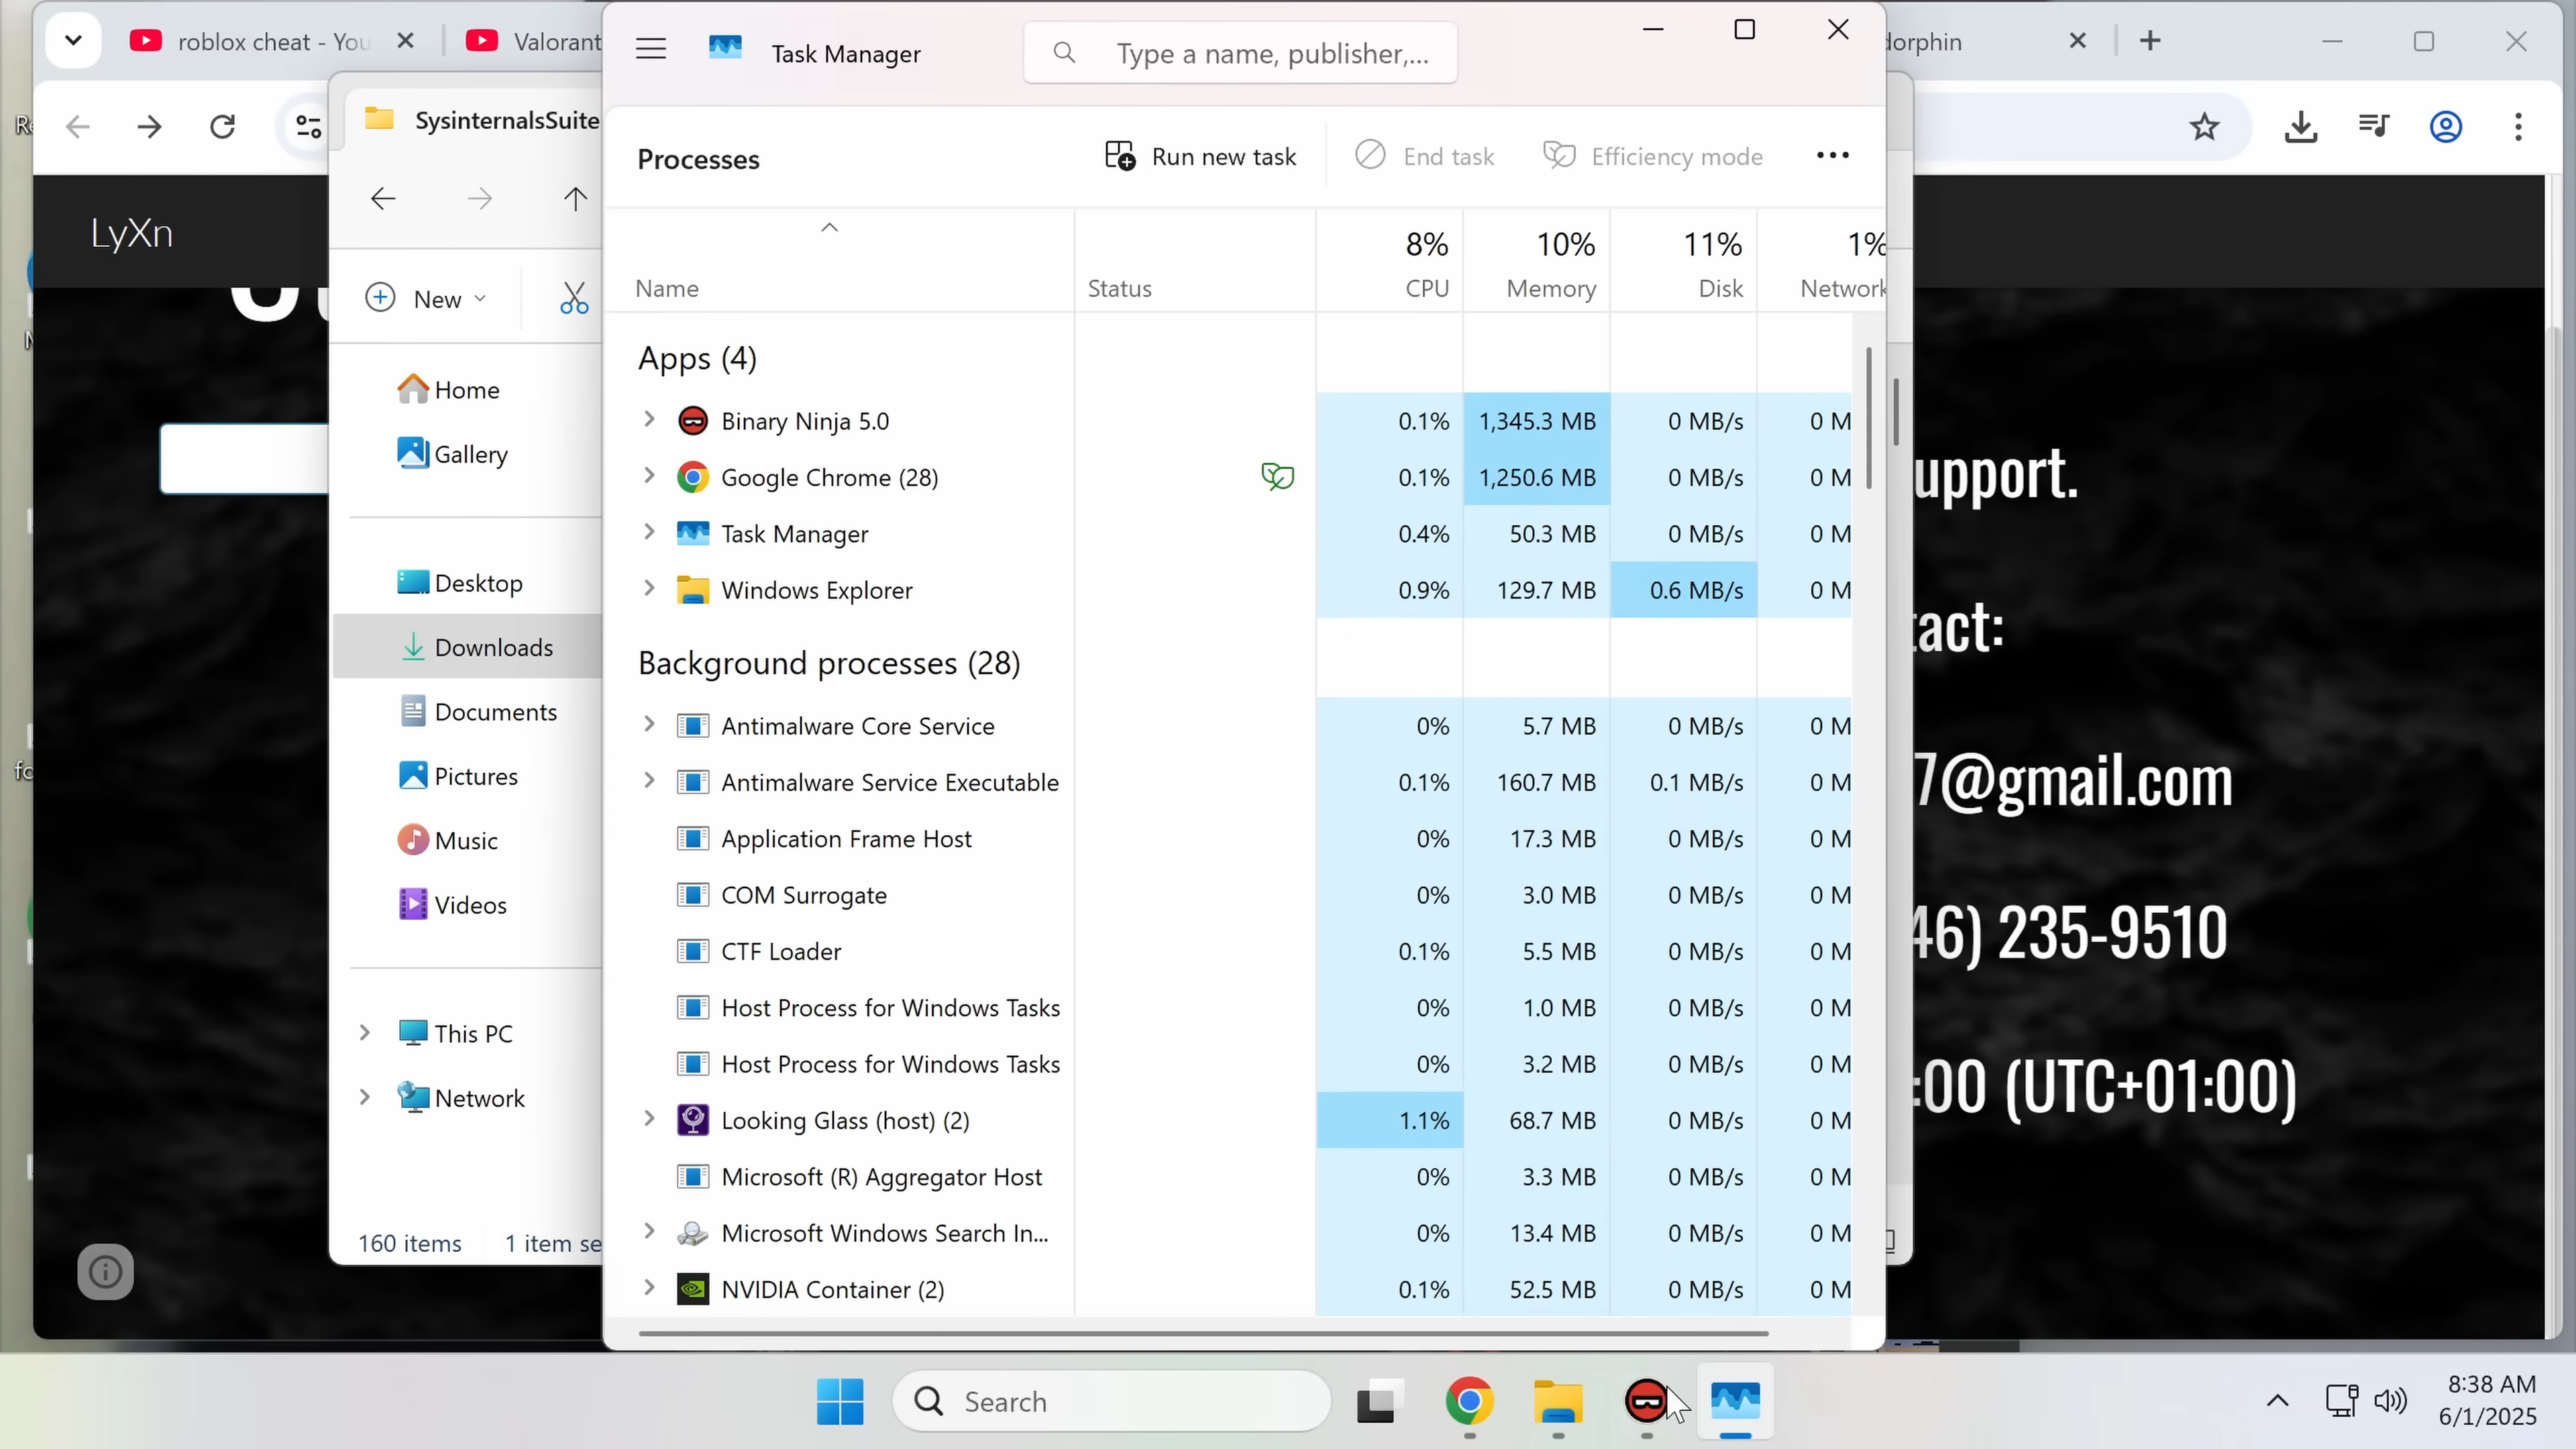 roblox cheat - You
Valorant
dorphin
LyXn
upport.
tact:
7@gmail.com
46) 235-9510
:00 (UTC+01:00)
SysinternalsSuite
New
Home
Gallery
Desktop
Downloads
Documents
Pictures
Music
Videos
This PC
Network
160 items 1 item se
Task Manager
Type a name, publisher,...
Processes
Run new task
End task
Efficiency mode
8% 10% 11% 1%
Name Status CPU Memory Disk Network
Apps (4)
Binary Ninja 5.0 0.1% 1,345.3 MB 0 MB/s 0 M
Google Chrome (28) 0.1% 1,250.6 MB 0 MB/s 0 M
Task Manager 0.4% 50.3 MB 0 MB/s 0 M
Windows Explorer 0.9% 129.7 MB 0.6 MB/s 0 M
Background processes (28)
Antimalware Core Service 0% 5.7 MB 0 MB/s 0 M
Antimalware Service Executable 0.1% 160.7 MB 0.1 MB/s 0 M
Application Frame Host 0% 17.3 MB 0 MB/s 0 M
COM Surrogate 0% 3.0 MB 0 MB/s 0 M
CTF Loader 0.1% 5.5 MB 0 MB/s 0 M
Host Process for Windows Tasks 0% 1.0 MB 0 MB/s 0 M
Host Process for Windows Tasks 0% 3.2 MB 0 MB/s 0 M
Looking Glass (host) (2) 1.1% 68.7 MB 0 MB/s 0 M
Microsoft (R) Aggregator Host 0% 3.3 MB 0 MB/s 0 M
Microsoft Windows Search In... 0% 13.4 MB 0 MB/s 0 M
NVIDIA Container (2) 0.1% 52.5 MB 0 MB/s 0 M
Search
8:38 AM
6/1/2025